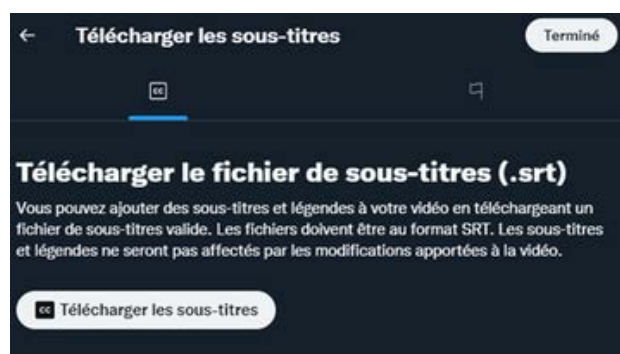 ← Télécharger les sous-titres Terminé
CC
Télécharger le fichier de sous-titres (.srt)
Vous pouvez ajouter des sous-titres et légendes à votre vidéo en téléchargeant un
fichier de sous-titres valide. Les fichiers doivent être au format SRT. Les sous-titres
et légendes ne seront pas affectés par les modifications apportées à la vidéo.
CC Télécharger les sous-titres